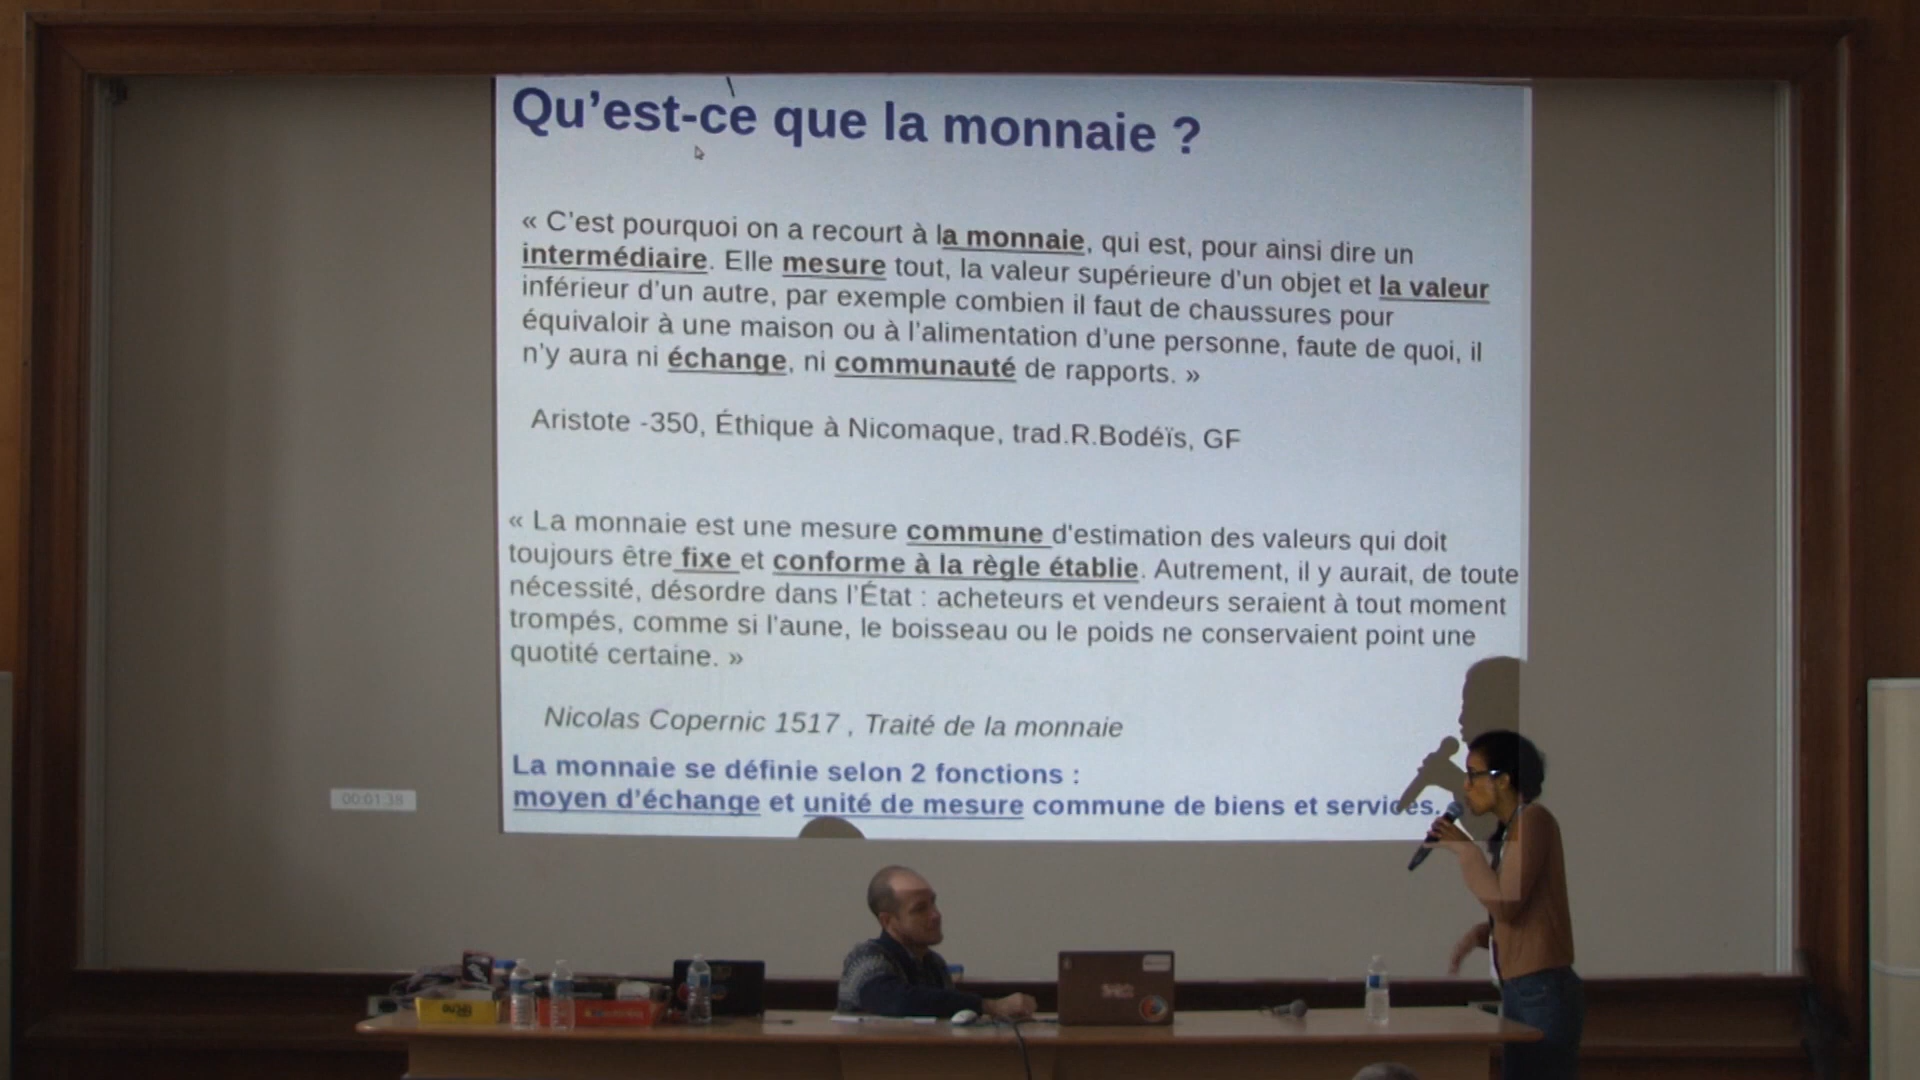 Qu'est-ce que la monnaie ?
« C'est pourquoi on a recourt à la monnaie, qui est, pour ainsi dire un
intermédiaire. Elle mesure tout, la valeur supérieure d'un objet et la valeur
inférieur d'un autre, par exemple combien il faut de chaussures pour
équivaloir à une maison ou à l'alimentation d'une personne, faute de quoi, il
n'y aura ni échange, ni communauté de rapports. »
Aristote -350, Éthique à Nicomaque, trad.R.Bodéïs, GF
« La monnaie est une mesure commune d'estimation des valeurs qui doit
toujours être fixe et conforme à la règle établie. Autrement, il y aurait, de toute
nécessité, désordre dans l'État : acheteurs et vendeurs seraient à tout moment
trompés, comme si l'aune, le boisseau ou le poids ne conservaient point une
quotité certaine. »
Nicolas Copernic 1517 , Traité de la monnaie
La monnaie se définie selon 2 fonctions :
moyen d'échange et unité de mesure commune de biens et services.
00:01:38